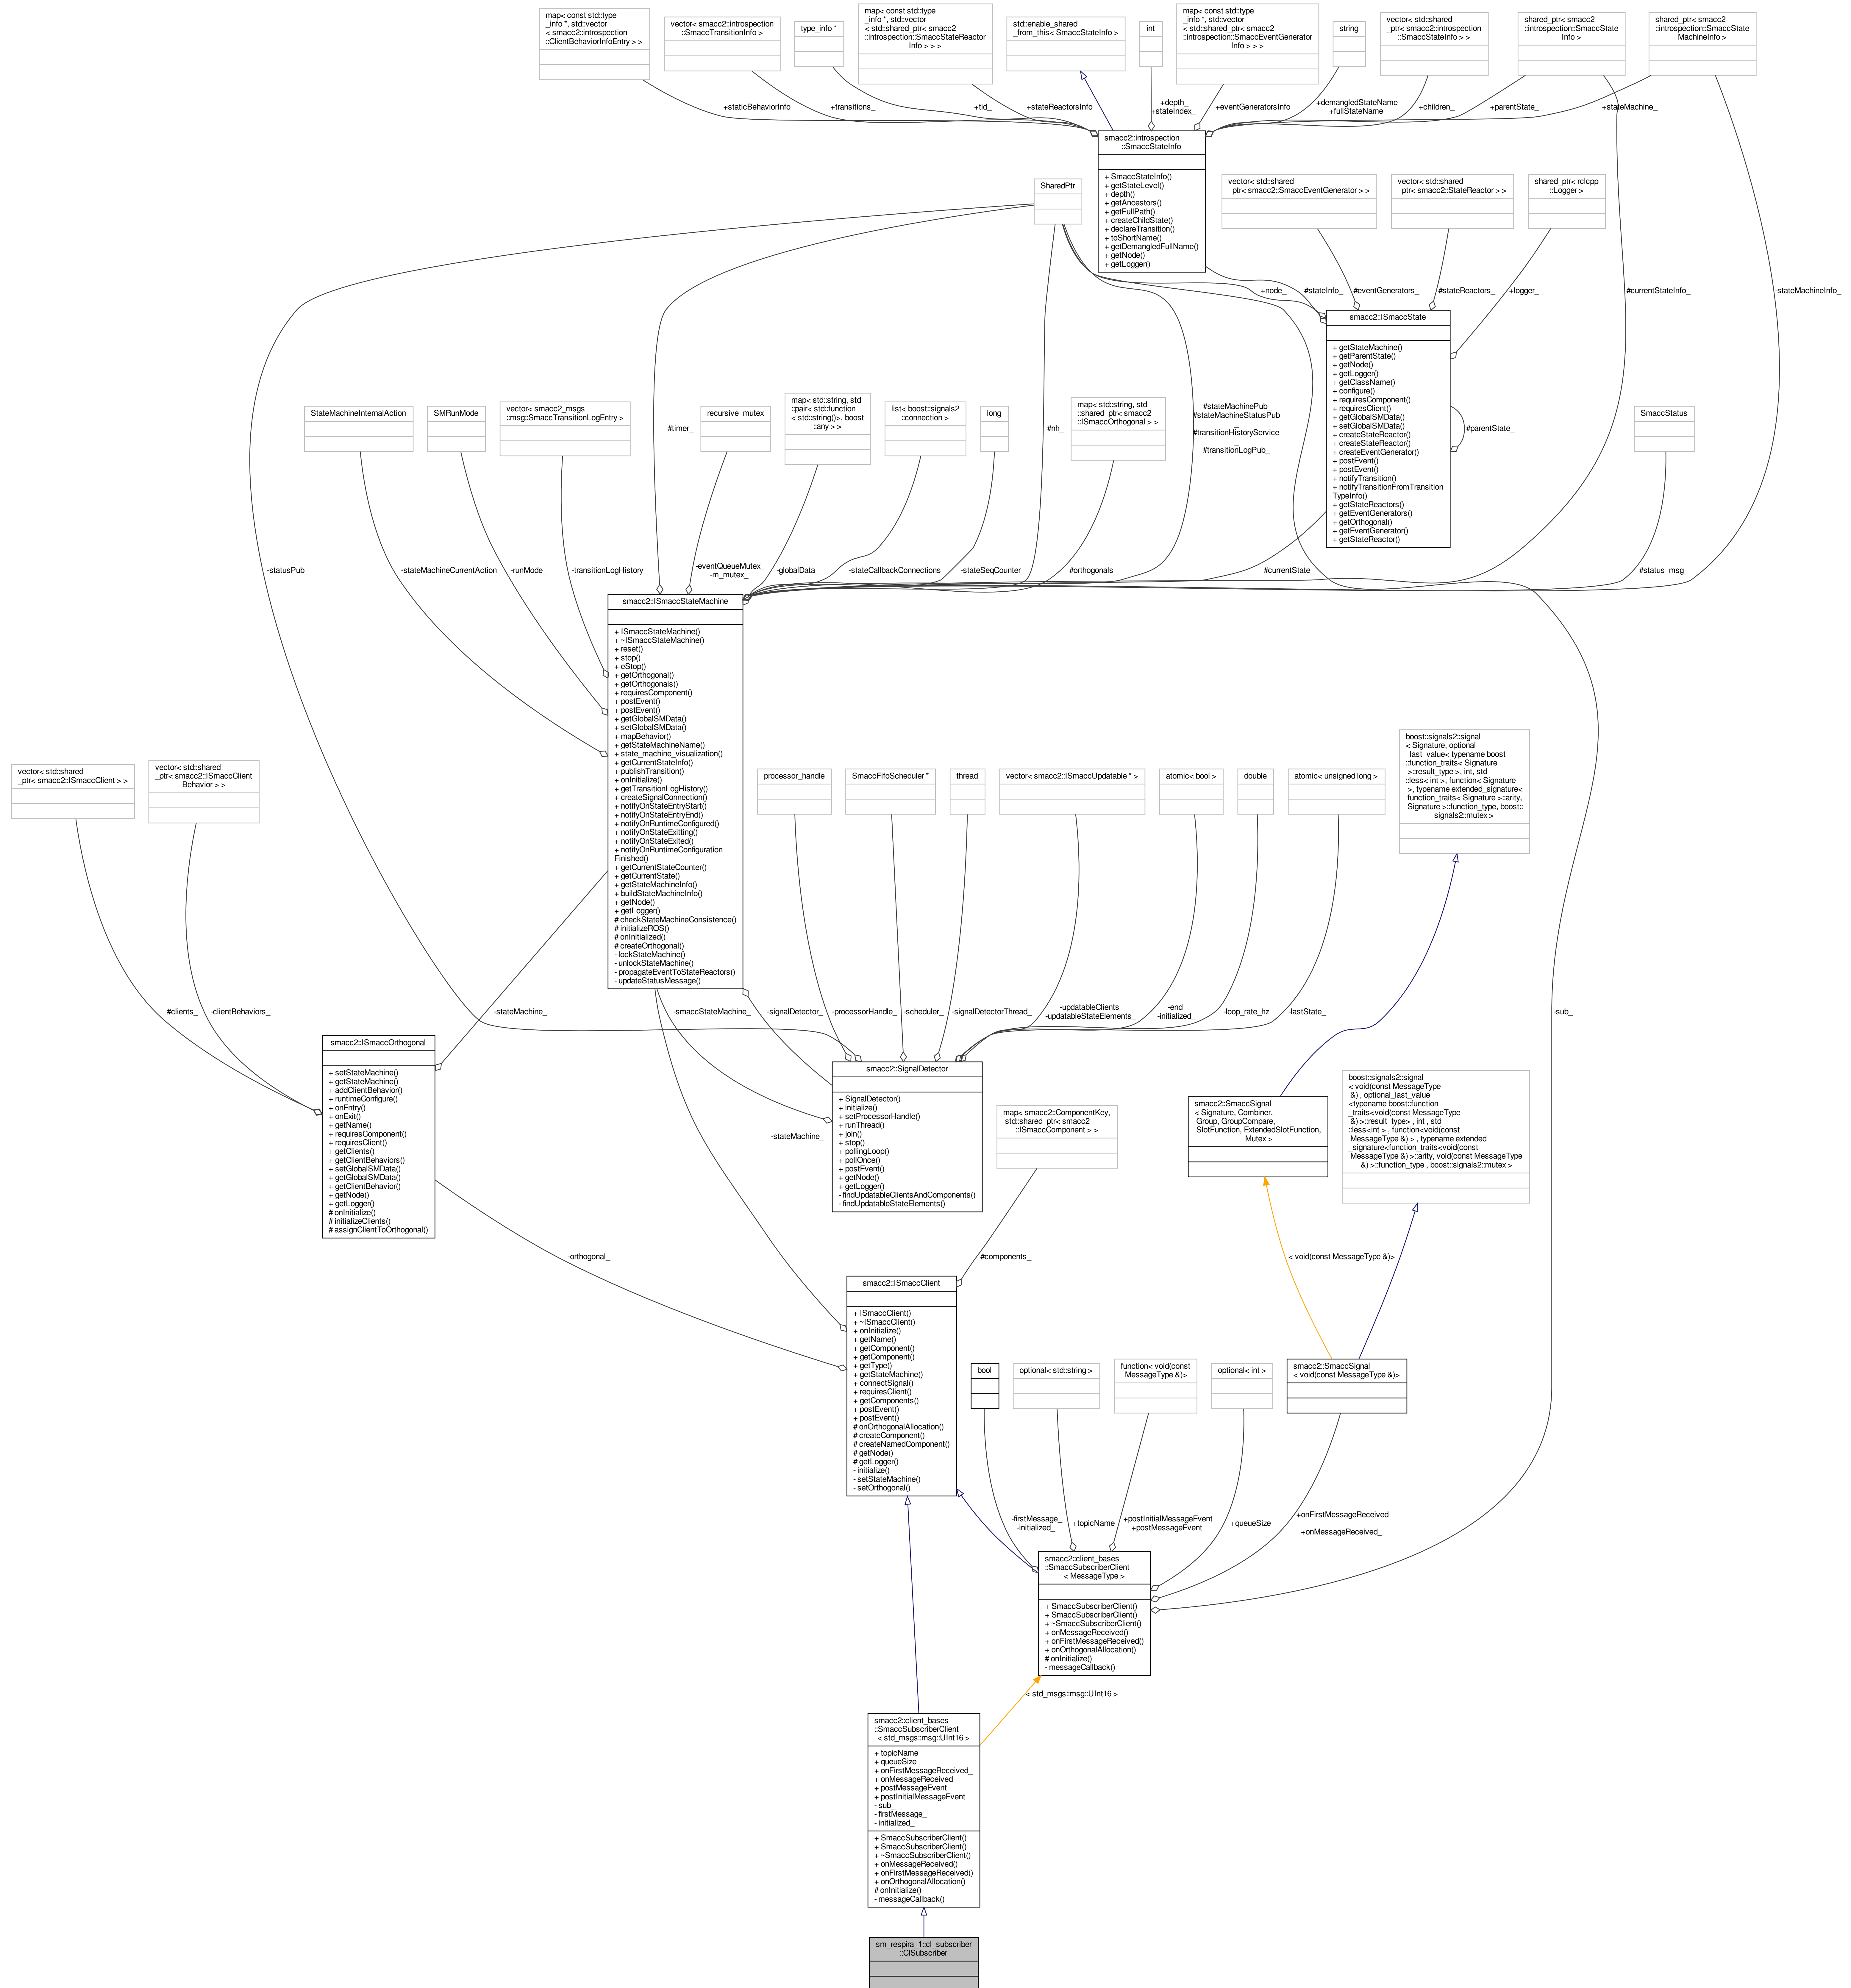 map< const std::type
_info *, std::vector
< smacc2::introspection
::ClientBehaviorInfoEntry > >
vector< smacc2::introspection
::SmaccTransitionInfo >
type_info *
map< const std::type
_info *, std::vector
< std::shared_ptr< smacc2
::introspection::SmaccStateReactor
Info > > >
std::enable_shared
_from_this< SmaccStateInfo >
int
map< const std::type
_info *, std::vector
< std::shared_ptr< smacc2
::introspection::SmaccEventGenerator
Info > > >
string
vector< std::shared
_ptr< smacc2::introspection
::SmaccStateInfo > >
shared_ptr< smacc2
::introspection::SmaccState
Info >
shared_ptr< smacc2
::introspection::SmaccState
MachineInfo >
+staticBehaviorInfo
+transitions_
+tid_
+stateReactorsInfo
+depth_
+stateIndex_
+eventGeneratorsInfo
+demangledStateName
+fullStateName
+children_
+parentState_
+stateMachine_
smacc2::introspection
::SmaccStateInfo
+ SmaccStateInfo()
+ getStateLevel()
+ depth()
+ getAncestors()
+ getFullPath()
+ createChildState()
+ declareTransition()
+ toShortName()
+ getDemangledFullName()
+ getNode()
+ getLogger()
SharedPtr
vector< std::shared
_ptr< smacc2::SmaccEventGenerator > >
vector< std::shared
_ptr< smacc2::StateReactor > >
shared_ptr< rclcpp
::Logger >
+node_
#stateInfo_
#eventGenerators_
#stateReactors_
+logger_
#currentStateInfo_
-stateMachineInfo_
smacc2::ISmaccState
+ getStateMachine()
+ getParentState()
+ getNode()
+ getLogger()
+ getClassName()
+ configure()
+ requiresComponent()
+ requiresClient()
+ getGlobalSMData()
+ setGlobalSMData()
+ createStateReactor()
+ createStateReactor()
+ createEventGenerator()
+ postEvent()
+ postEvent()
+ notifyTransition()
+ notifyTransitionFromTransition
TypeInfo()
+ getStateReactors()
+ getEventGenerators()
+ getOrthogonal()
+ getEventGenerator()
+ getStateReactor()
#parentState_
StateMachineInternalAction
SMRunMode
vector< smacc2_msgs
::msg::SmaccTransitionLogEntry >
#timer_
recursive_mutex
map< std::string, std
::pair< std::function
< std::string()>, boost
::any > >
list< boost::signals2
::connection >
long
#nh_
map< std::string, std
::shared_ptr< smacc2
::ISmaccOrthogonal > >
#stateMachinePub_
#stateMachineStatusPub
_
#transitionHistoryService
_
#transitionLogPub_
SmaccStatus
-statusPub_
-stateMachineCurrentAction
-runMode_
-transitionLogHistory_
-eventQueueMutex_
-m_mutex_
-globalData_
-stateCallbackConnections
-stateSeqCounter_
#orthogonals_
#currentState_
#status_msg_
smacc2::ISmaccStateMachine
+ ISmaccStateMachine()
+ ~ISmaccStateMachine()
+ reset()
+ stop()
+ eStop()
+ getOrthogonal()
+ getOrthogonals()
+ requiresComponent()
+ postEvent()
+ postEvent()
+ getGlobalSMData()
+ setGlobalSMData()
+ mapBehavior()
+ getStateMachineName()
+ state_machine_visualization()
+ getCurrentStateInfo()
+ publishTransition()
+ onInitialize()
+ getTransitionLogHistory()
+ createSignalConnection()
+ notifyOnStateEntryStart()
+ notifyOnStateEntryEnd()
+ notifyOnRuntimeConfigured()
+ notifyOnStateExitting()
+ notifyOnStateExited()
+ notifyOnRuntimeConfiguration
Finished()
+ getCurrentStateCounter()
+ getCurrentState()
+ getStateMachineInfo()
+ buildStateMachineInfo()
+ getNode()
+ getLogger()
# checkStateMachineConsistence()
# initializeROS()
# onInitialized()
# createOrthogonal()
- lockStateMachine()
- unlockStateMachine()
- propagateEventToStateReactors()
- updateStatusMessage()
vector< std::shared
_ptr< smacc2::ISmaccClient > >
vector< std::shared
_ptr< smacc2::ISmaccClient
Behavior > >
processor_handle
SmaccFifoScheduler *
thread
vector< smacc2::ISmaccUpdatable * >
atomic< bool >
double
atomic< unsigned long >
boost::signals2::signal
< Signature, optional
_last_value< typename boost
::function_traits< Signature
>::result_type >, int, std
::less< int >, function< Signature
>, typename extended_signature<
function_traits< Signature >::arity,
Signature >::function_type, boost::
signals2::mutex >
#clients_
-clientBehaviors_
-stateMachine_
-smaccStateMachine_
-signalDetector_
-processorHandle_
-scheduler_
-signalDetectorThread_
-updatableClients_
-updatableStateElements_
-end_
-initialized_
-loop_rate_hz
-lastState_
-sub_
smacc2::ISmaccOrthogonal
+ setStateMachine()
+ getStateMachine()
+ addClientBehavior()
+ runtimeConfigure()
+ onEntry()
+ onExit()
+ getName()
+ requiresComponent()
+ requiresClient()
+ getClients()
+ getClientBehaviors()
+ setGlobalSMData()
+ getGlobalSMData()
+ getClientBehavior()
+ getNode()
+ getLogger()
# onInitialize()
# initializeClients()
# assignClientToOrthogonal()
smacc2::SignalDetector
+ SignalDetector()
+ initialize()
+ setProcessorHandle()
+ runThread()
+ join()
+ stop()
+ pollingLoop()
+ pollOnce()
+ postEvent()
+ getNode()
+ getLogger()
- findUpdatableClientsAndComponents()
- findUpdatableStateElements()
-stateMachine_
map< smacc2::ComponentKey,
std::shared_ptr< smacc2
::ISmaccComponent > >
smacc2::SmaccSignal
< Signature, Combiner,
Group, GroupCompare,
SlotFunction, ExtendedSlotFunction,
Mutex >
boost::signals2::signal
< void(const MessageType
&) , optional_last_value
<typename boost::function
_traits<void(const MessageType
&) >::result_type> , int , std
::less<int > , function<void(const
MessageType &) > , typename extended
_signature<function_traits<void(const
MessageType &) >::arity, void(const MessageType
&) >::function_type , boost::signals2::mutex >
-orthogonal_
#components_
< void(const MessageType &)>
smacc2::ISmaccClient
+ ISmaccClient()
+ ~ISmaccClient()
+ onInitialize()
+ getName()
+ getComponent()
+ getComponent()
+ getType()
+ getStateMachine()
+ connectSignal()
+ requiresClient()
+ getComponents()
+ postEvent()
+ postEvent()
# onOrthogonalAllocation()
# createComponent()
# createNamedComponent()
# getNode()
# getLogger()
- initialize()
- setStateMachine()
- setOrthogonal()
bool
optional< std::string >
function< void(const
MessageType &)>
optional< int >
smacc2::SmaccSignal
< void(const MessageType &)>
-firstMessage_
-initialized_
+topicName
+postInitialMessageEvent
+postMessageEvent
+queueSize
+onFirstMessageReceived
_
+onMessageReceived_
smacc2::client_bases
::SmaccSubscriberClient
< MessageType >
+ SmaccSubscriberClient()
+ SmaccSubscriberClient()
+ ~SmaccSubscriberClient()
+ onMessageReceived()
+ onFirstMessageReceived()
+ onOrthogonalAllocation()
# onInitialize()
- messageCallback()
< std_msgs::msg::UInt16 >
smacc2::client_bases
::SmaccSubscriberClient
< std_msgs::msg::UInt16 >
+ topicName
+ queueSize
+ onFirstMessageReceived_
+ onMessageReceived_
+ postMessageEvent
+ postInitialMessageEvent
- sub_
- firstMessage_
- initialized_
+ SmaccSubscriberClient()
+ SmaccSubscriberClient()
+ ~SmaccSubscriberClient()
+ onMessageReceived()
+ onFirstMessageReceived()
+ onOrthogonalAllocation()
# onInitialize()
- messageCallback()
sm_respira_1::cl_subscriber
::ClSubscriber